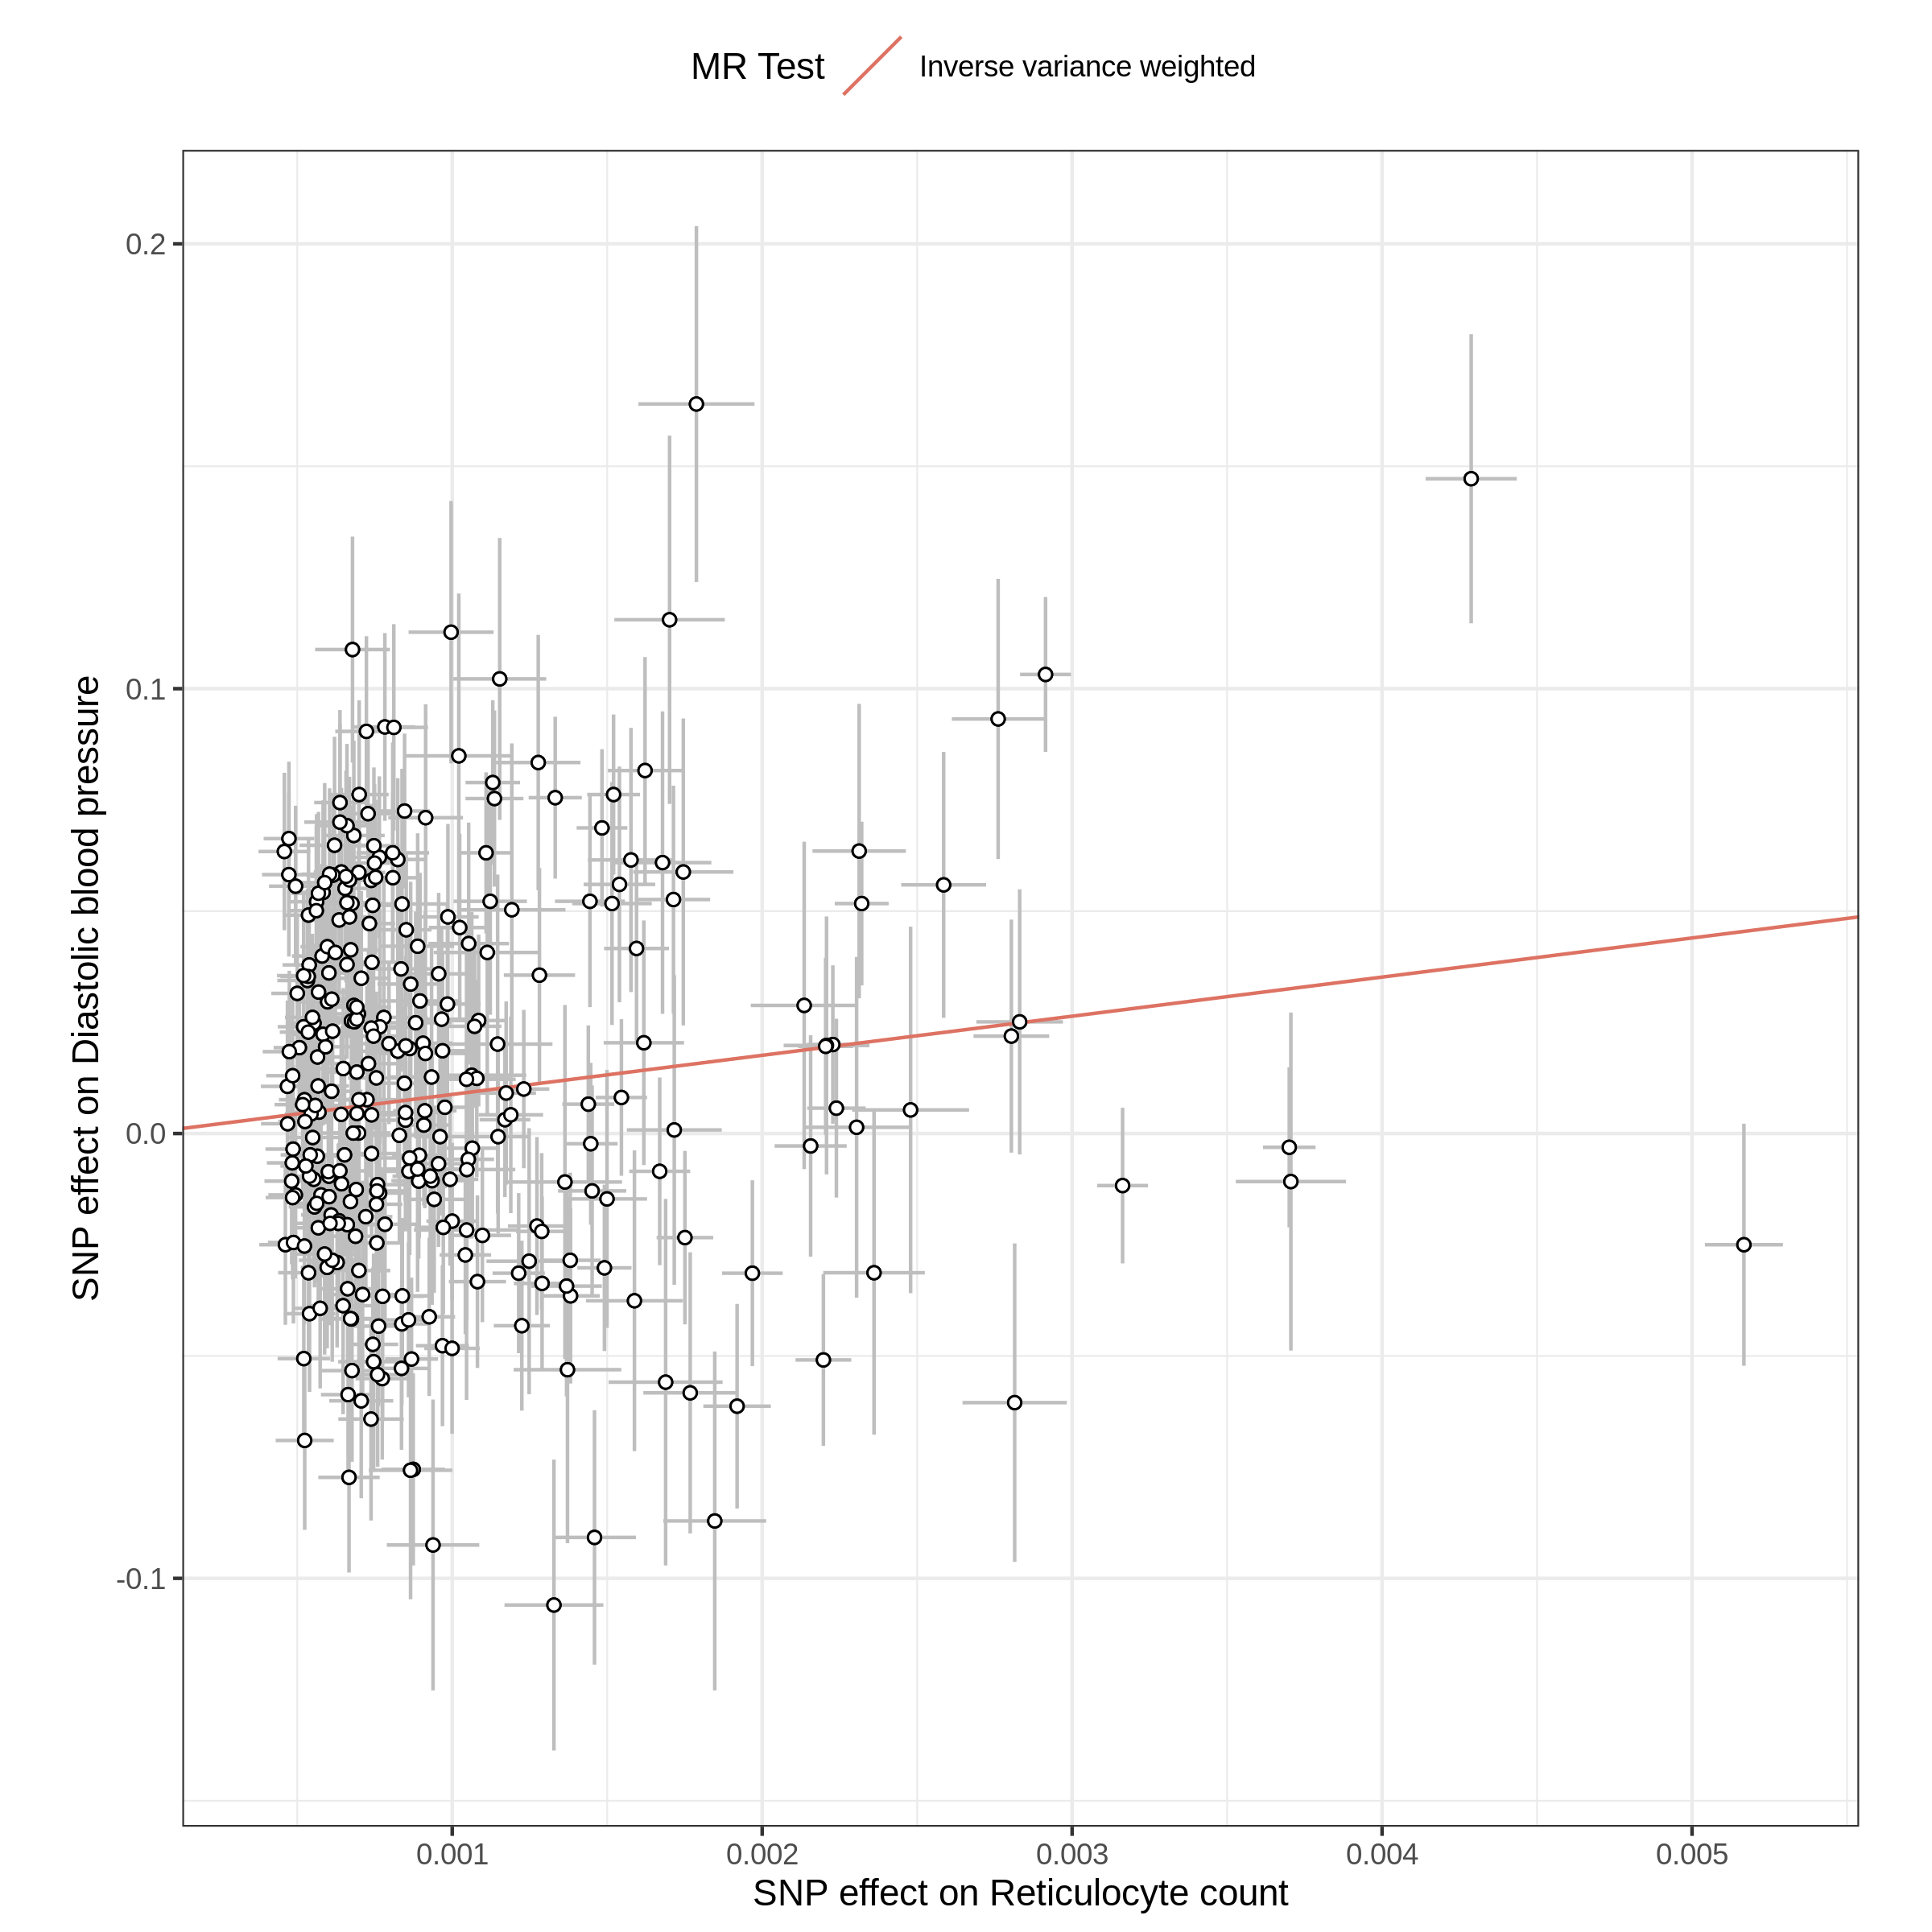 MR Test Inverse variance weighted
SNP effect on Diastolic blood pressure
0.2
0.1
0.0
-0.1
0.001 0.002 0.003 0.004 0.005
SNP effect on Reticulocyte count